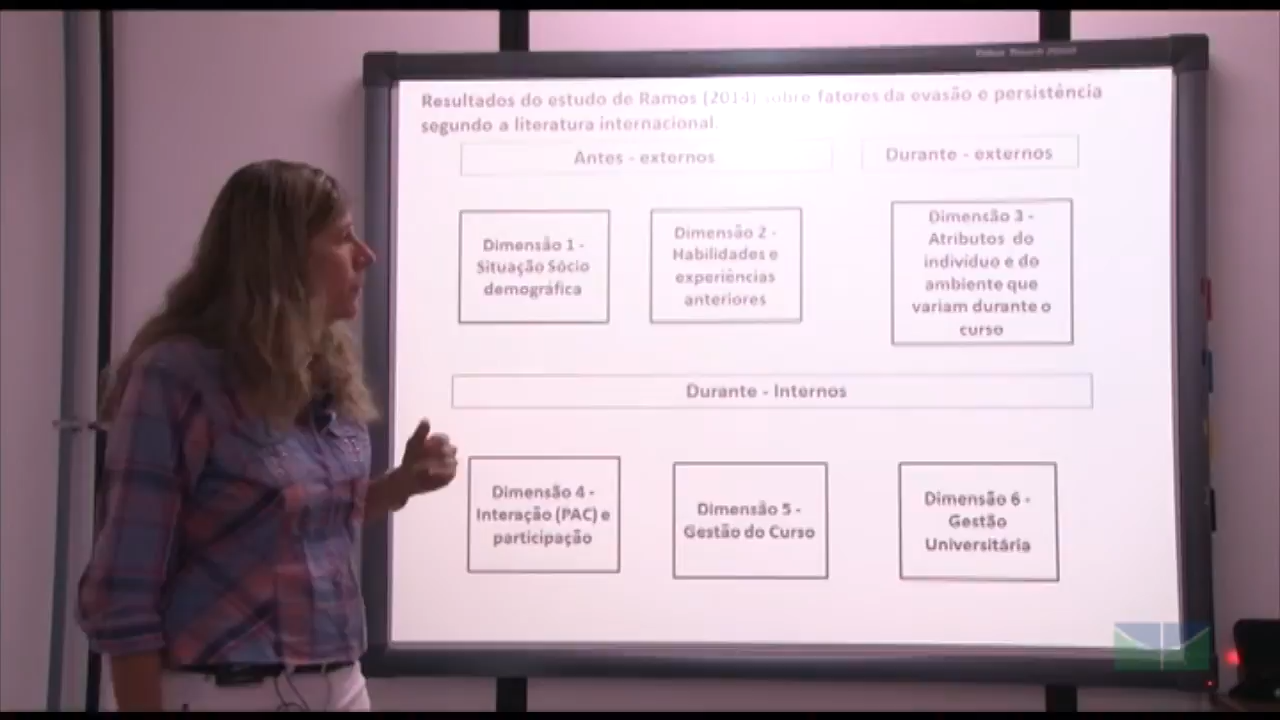 Resultados do estudo de Ramos (2014) sobre fatores da evasão e persistência
segundo a literatura internacional.
Antes - externos
Durante - externos
Dimensão 1 -
Situação Sócio
demográfica
Dimensão 2 -
Habilidades e
experiências
anteriores
Dimensão 3 -
Atributos do
indivíduo e do
ambiente que
variam durante o
curso
Durante - Internos
Dimensão 4 -
Interação (PAC) e
participação
Dimensão 5 -
Gestão do Curso
Dimensão 6 -
Gestão
Universitária